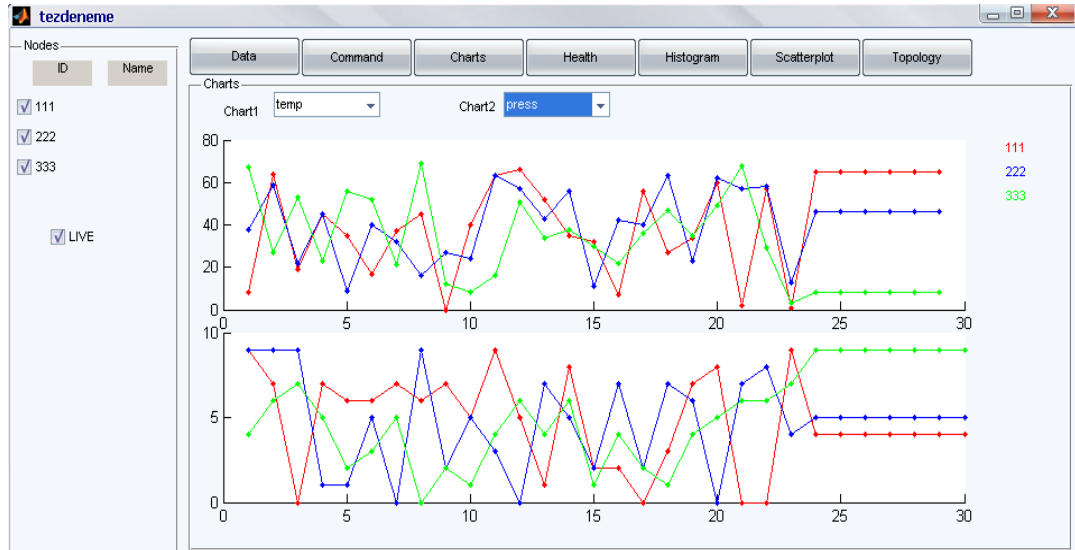 tezdeneme
Nodes
ID Name
111
222
333
LIVE
Data Command Charts Health Histogram Scatterplot Topology
Charts
Chart1 temp Chart2 press
80
60
40
20
0
0 5 10 15 20 25 30
111
222
333
10
5
0
0 5 10 15 20 25 30